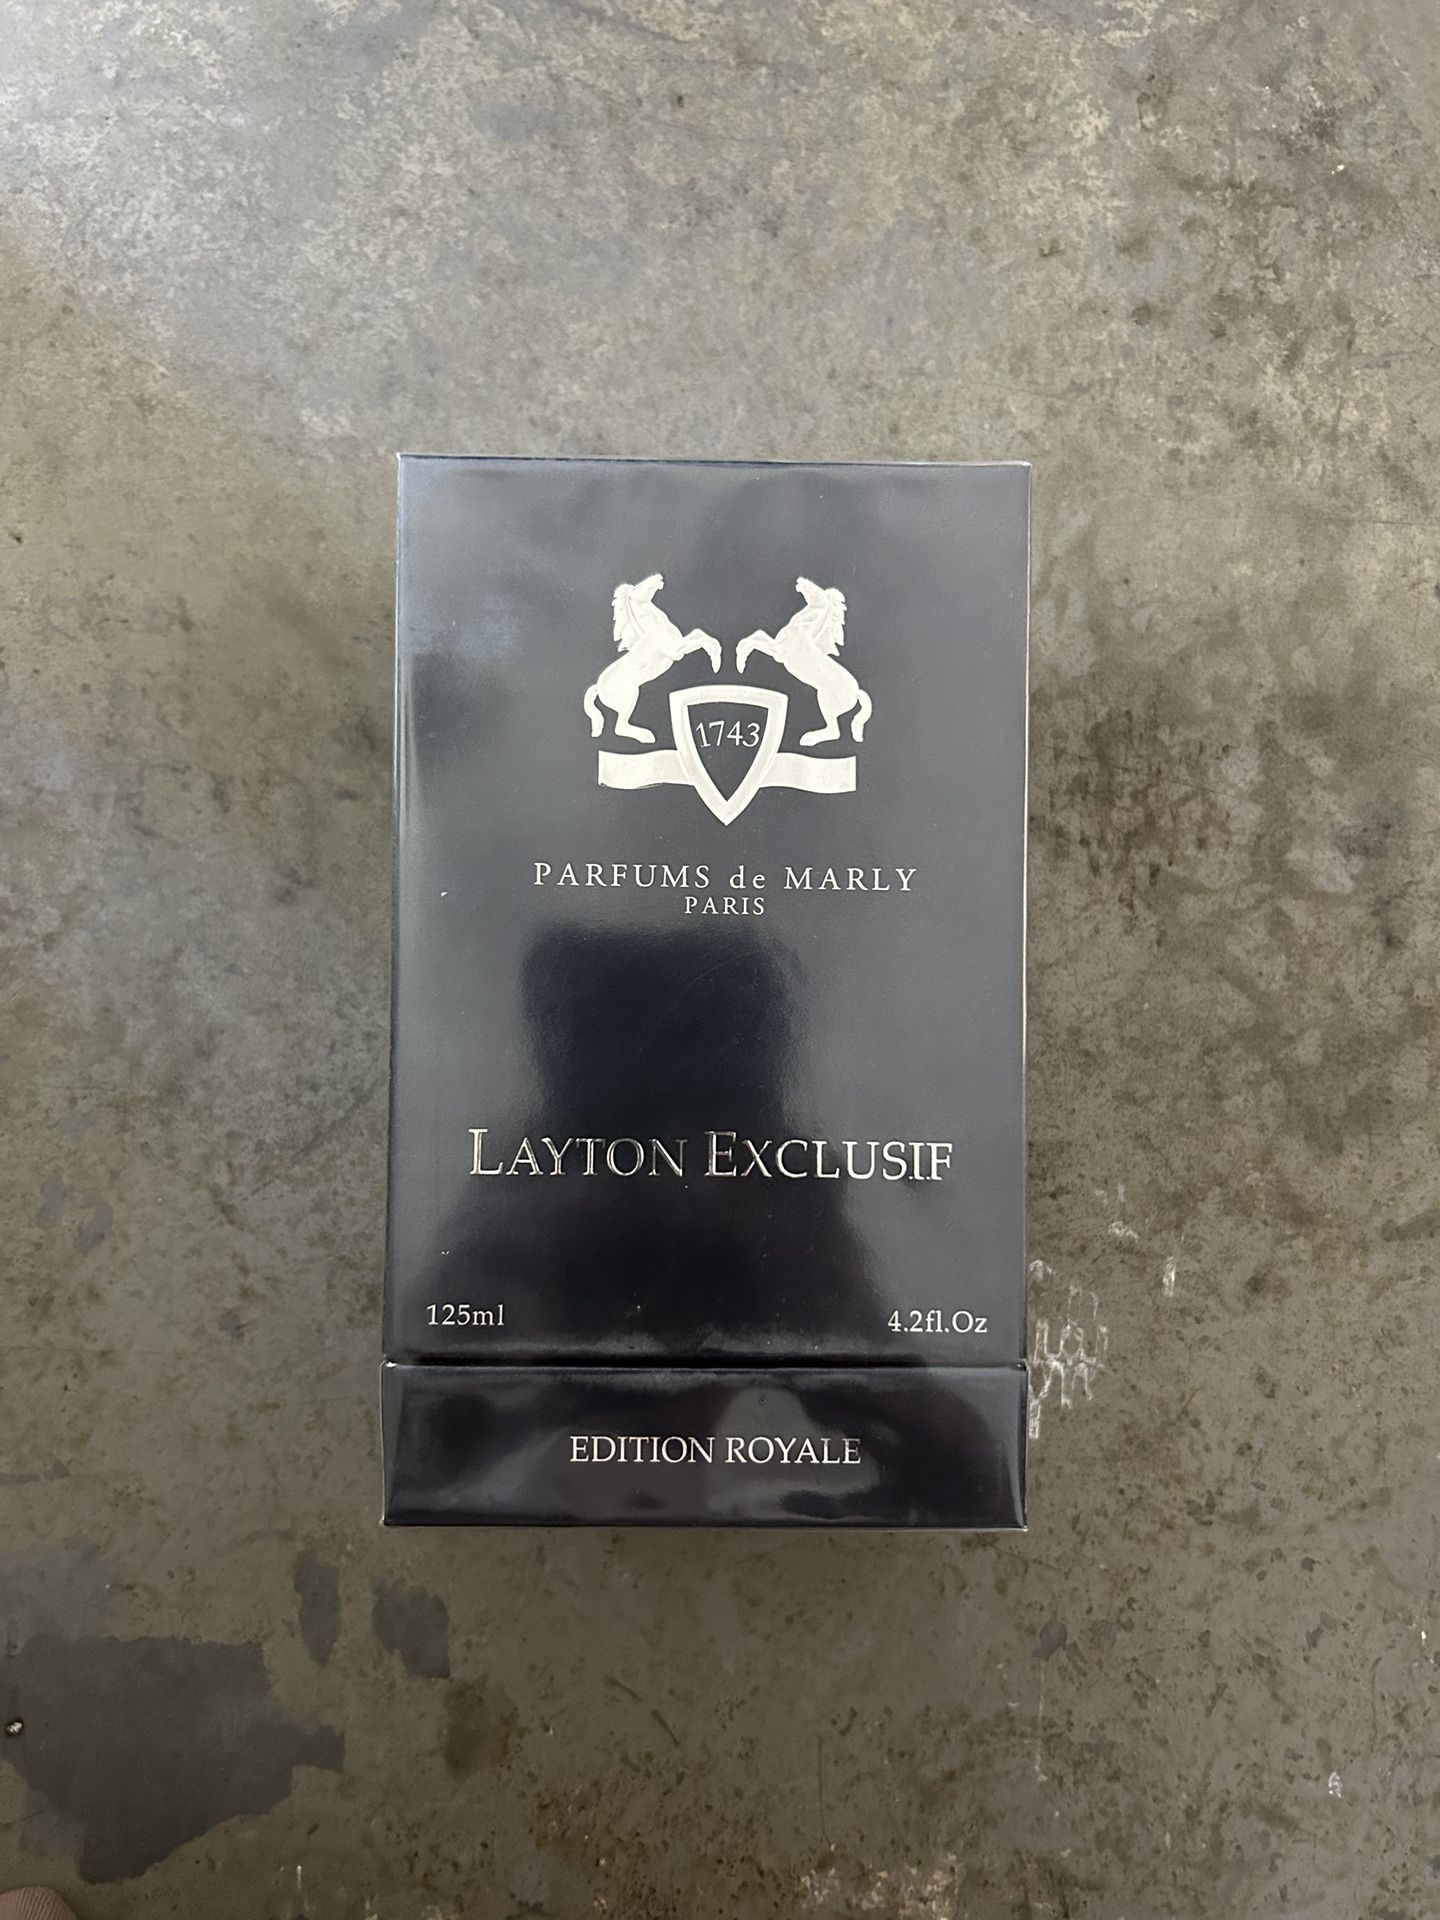 1743
PARFUMS de MARLY
PARIS
LAYTON EXCLUSIF
125ml 4.2fl.Oz
EDITION ROYALE